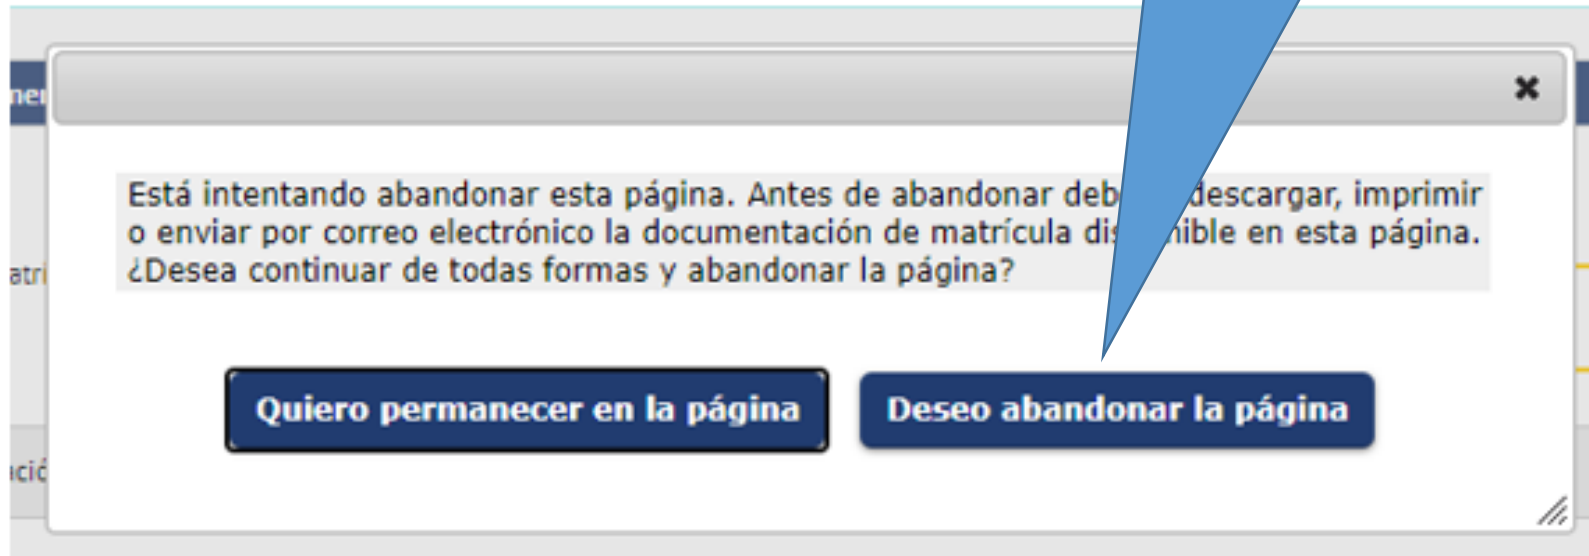 Está intentando abandonar esta página. Antes de abandonar deb descargar, imprimir
o enviar por correo electrónico la documentación de matrícula disponible en esta página.
¿Desea continuar de todas formas y abandonar la página?
Quiero permanecer en la página
Deseo abandonar la página